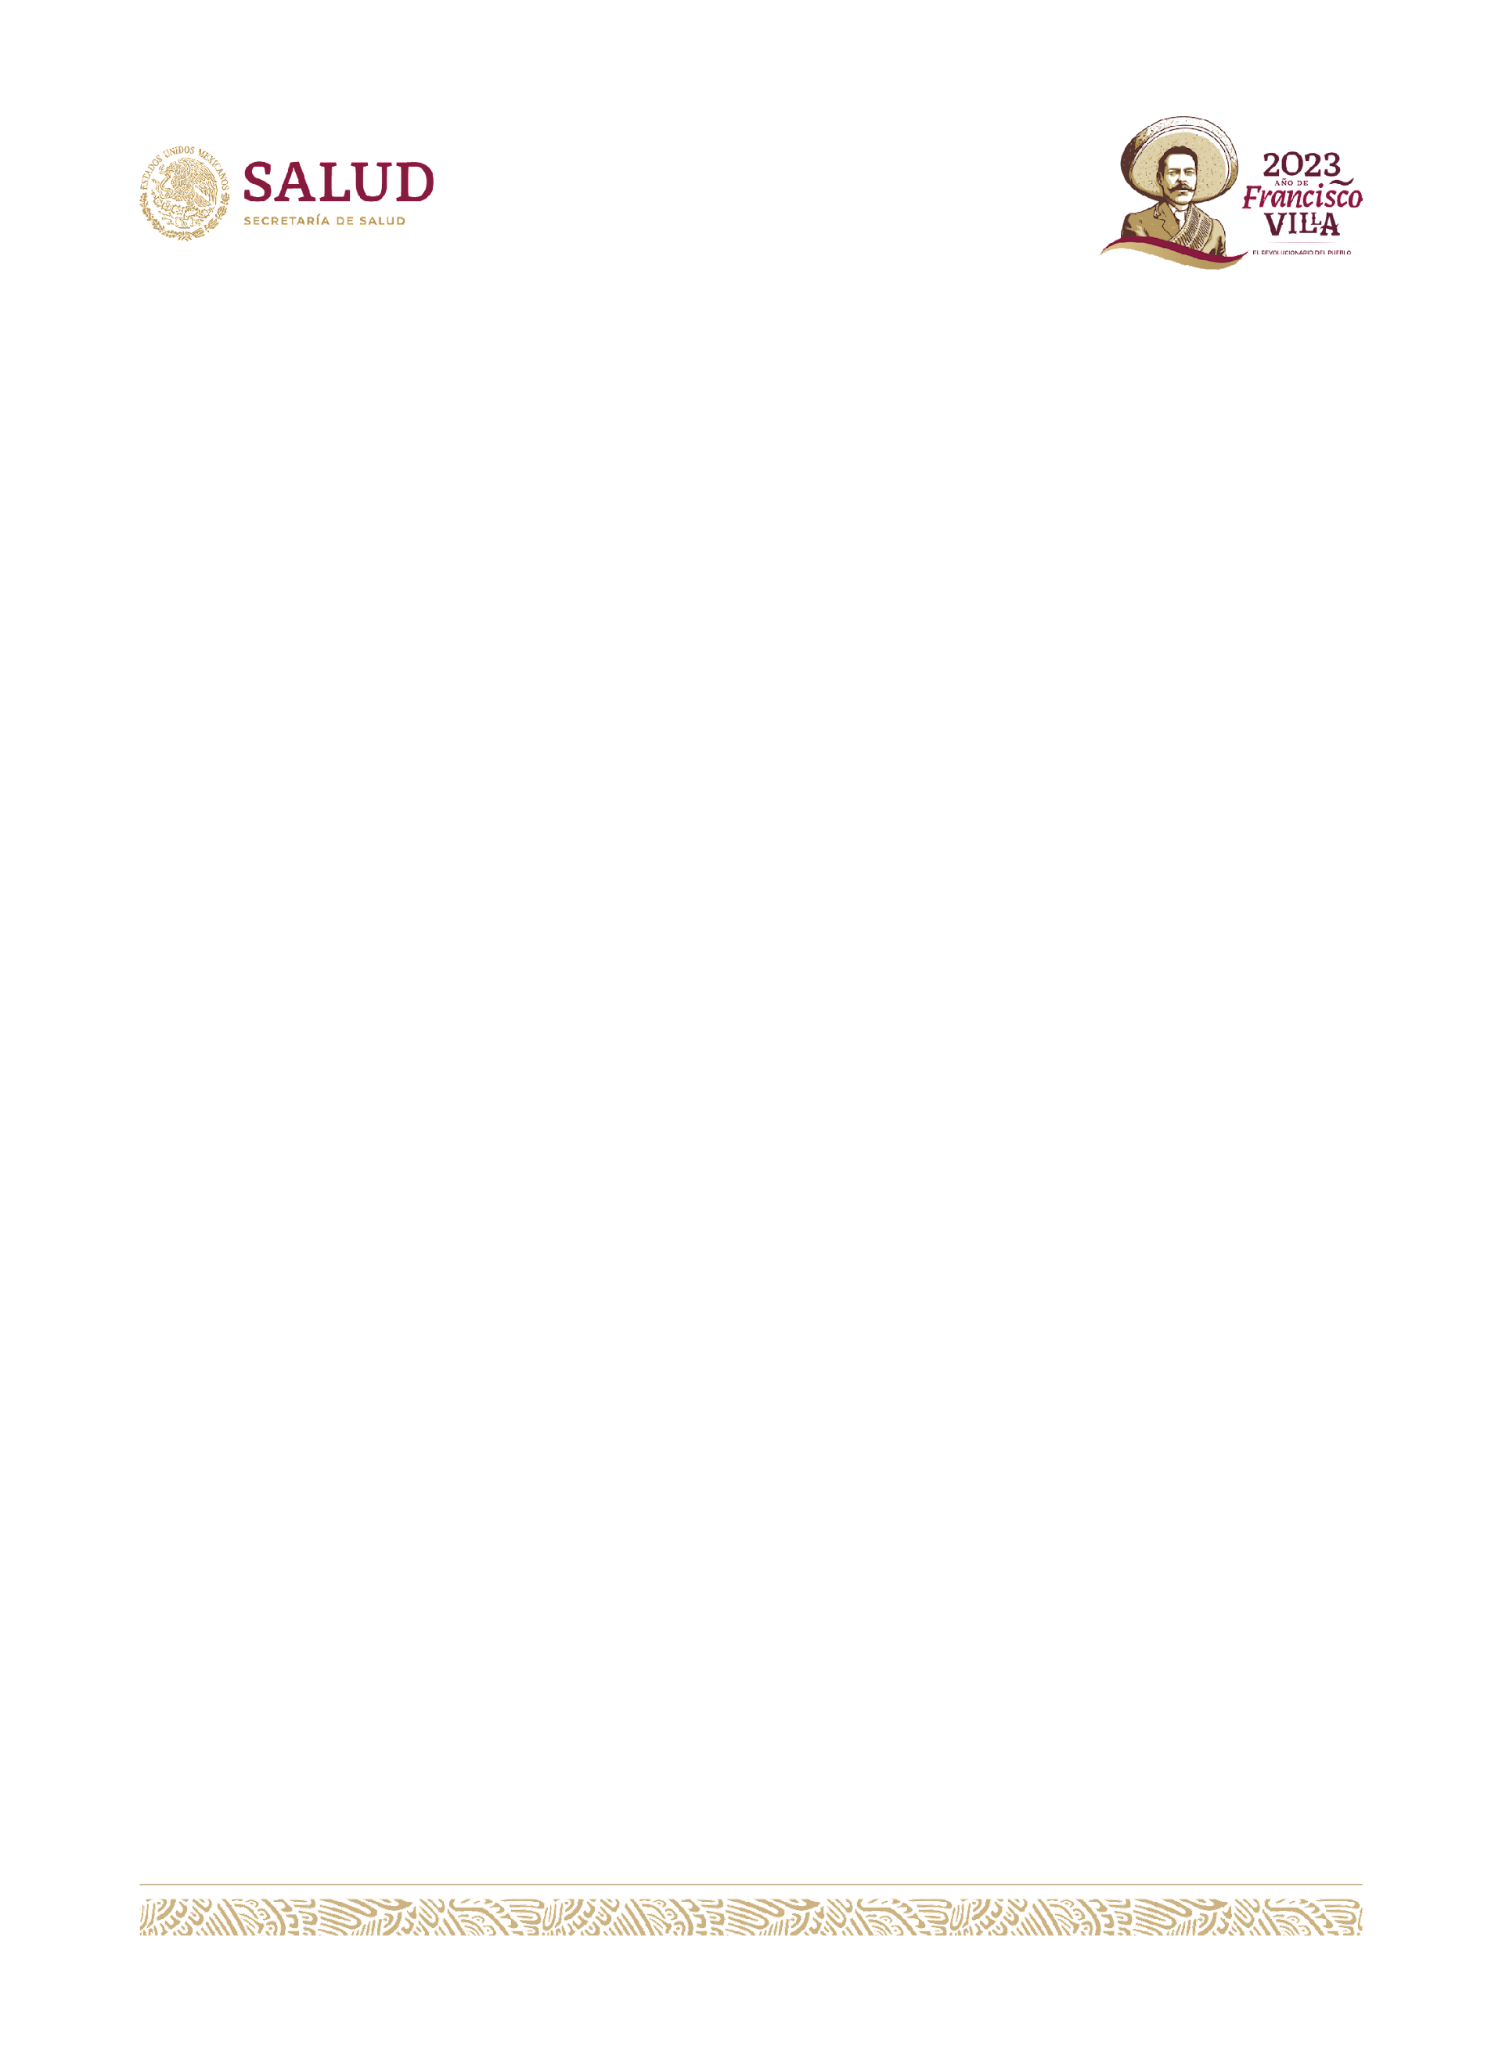 ESTADOS UNIDOS MEXICANOS
SALUD
SECRETARÍA DE SALUD
2023
AÑO DE
Francisco
VILLA
EL REVOLUCIONARIO DEL PUEBLO